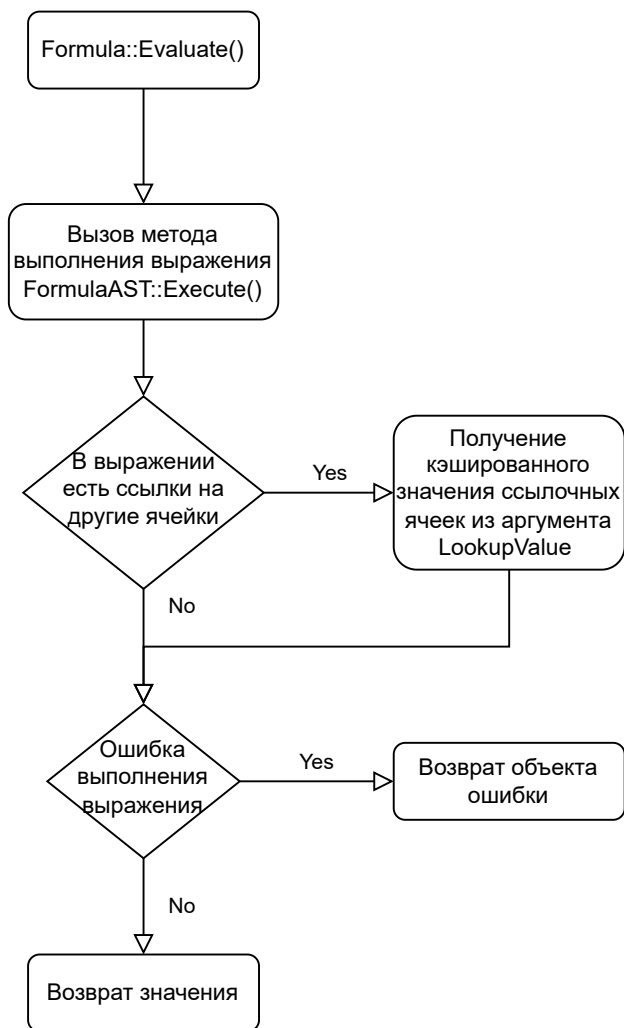 Formula::Evaluate()
Вызов метода
выполнения выражения
FormulaAST::Execute()
В выражении
есть ссылки на
другие ячейки
Yes
Получение
кэшированного
значения ссылочных
ячеек из аргумента
LookupValue
No
Ошибка
выполнения
выражения
Yes
Возврат объекта
ошибки
No
Возврат значения